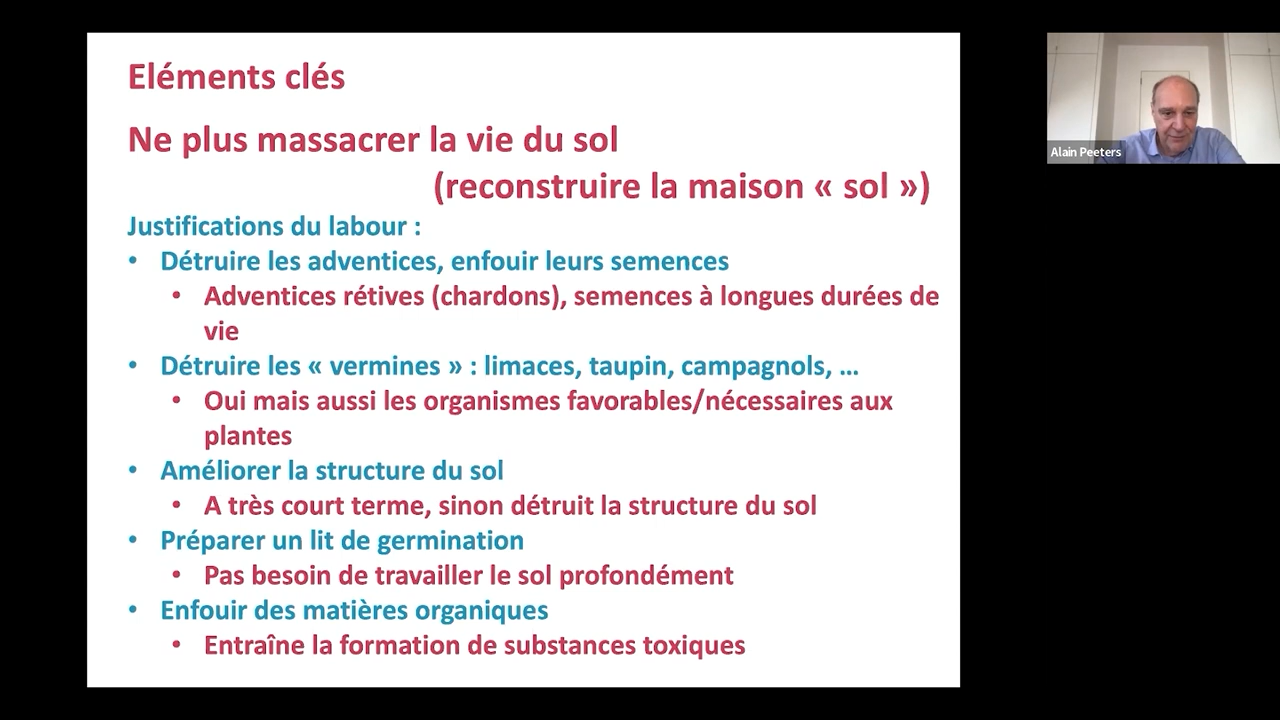 Eléments clés
Ne plus massacrer la vie du sol
(reconstruire la maison « sol »)
Justifications du labour :
• Détruire les adventices, enfouir leurs semences
• Adventices rétives (chardons), semences à longues durées de
vie
• Détruire les « vermines » : limaces, taupin, campagnols, …
• Oui mais aussi les organismes favorables/nécessaires aux
plantes
• Améliorer la structure du sol
• A très court terme, sinon détruit la structure du sol
• Préparer un lit de germination
• Pas besoin de travailler le sol profondément
• Enfouir des matières organiques
• Entraîne la formation de substances toxiques
Alain Peeters